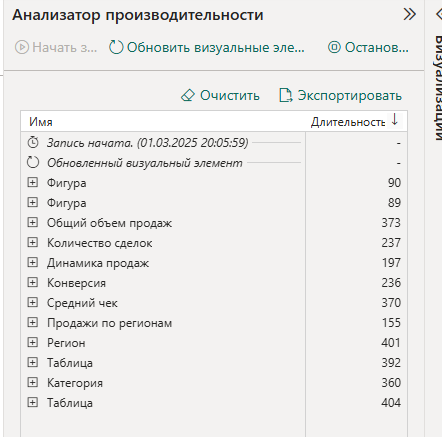 Анализатор производительности
Начать з... Обновить визуальные эле... Останов...
Очистить Экспортировать
Имя Длительность
Запись начата. (01.03.2025 20:05:59) -
Обновленный визуальный элемент -
Фигура 90
Фигура 89
Общий объем продаж 373
Количество сделок 237
Динамика продаж 197
Конверсия 236
Средний чек 370
Продажи по регионам 155
Регион 401
Таблица 392
Категория 360
Таблица 404
Визуализации